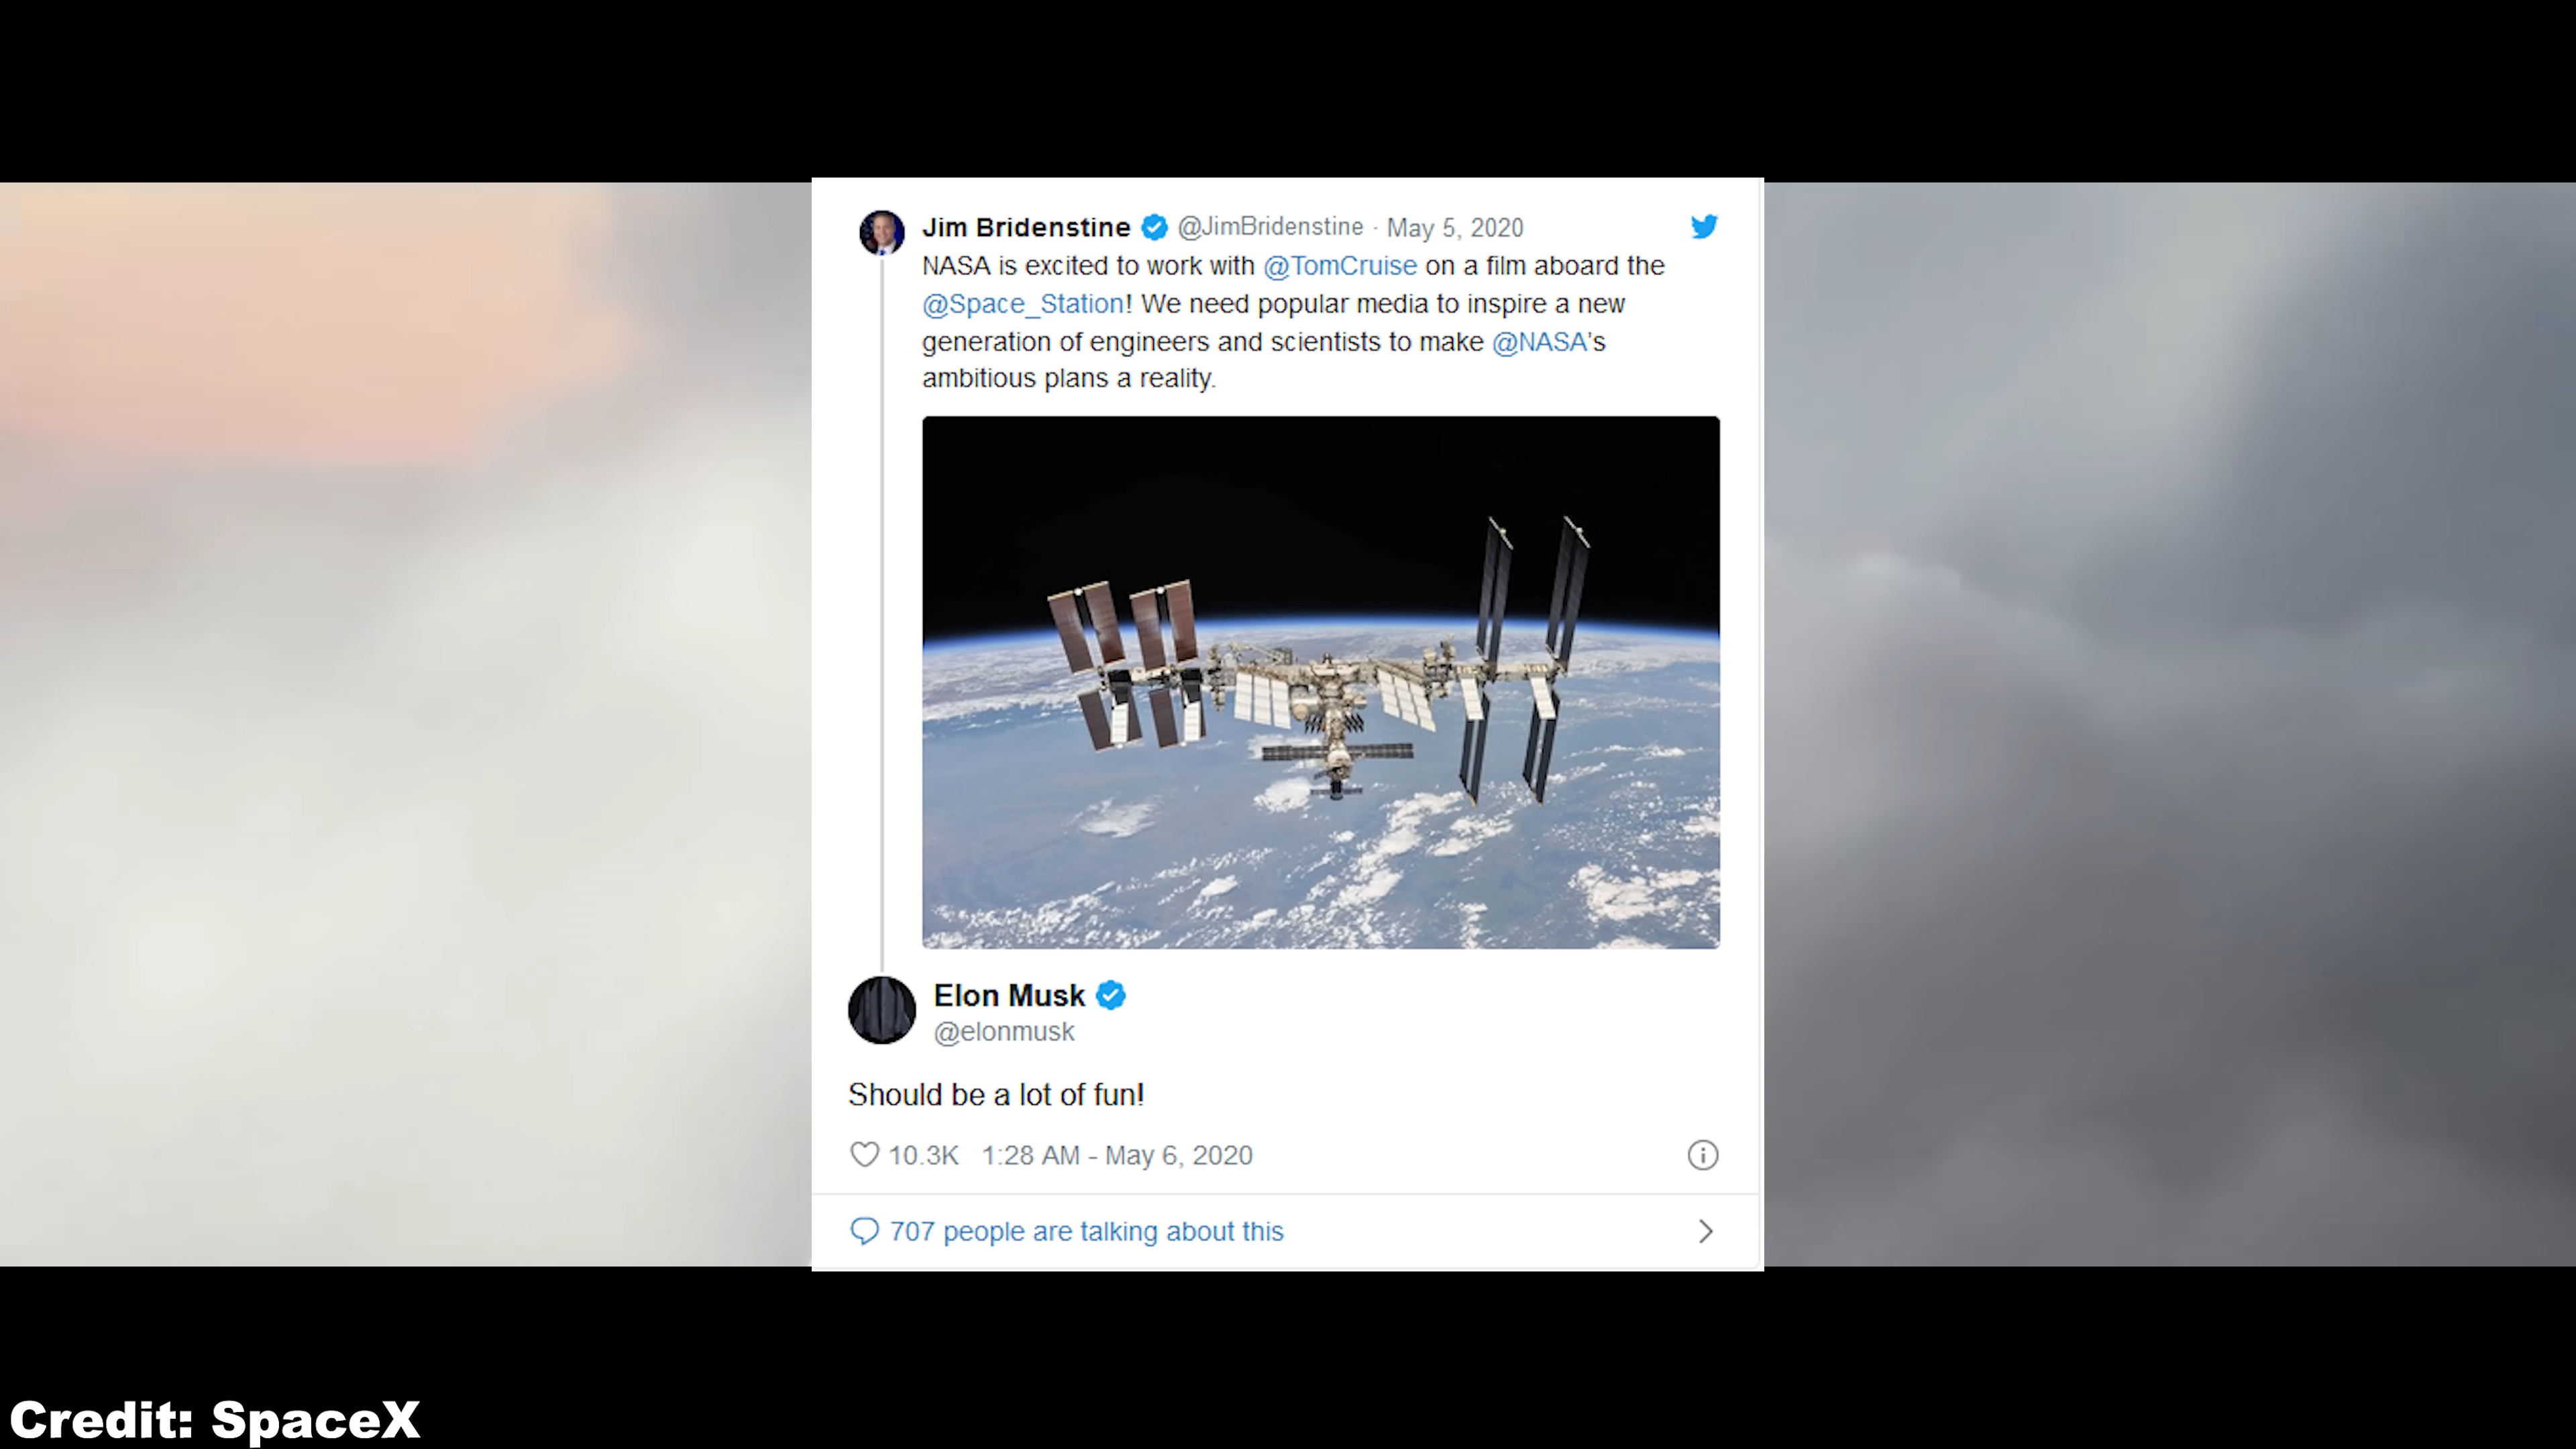 Jim Bridenstine @JimBridenstine · May 5, 2020
NASA is excited to work with @TomCruise on a film aboard the
@Space_Station! We need popular media to inspire a new
generation of engineers and scientists to make @NASA's
ambitious plans a reality.
Elon Musk
@elonmusk
Should be a lot of fun!
10.3K 1:28 AM - May 6, 2020
707 people are talking about this
Credit: SpaceX